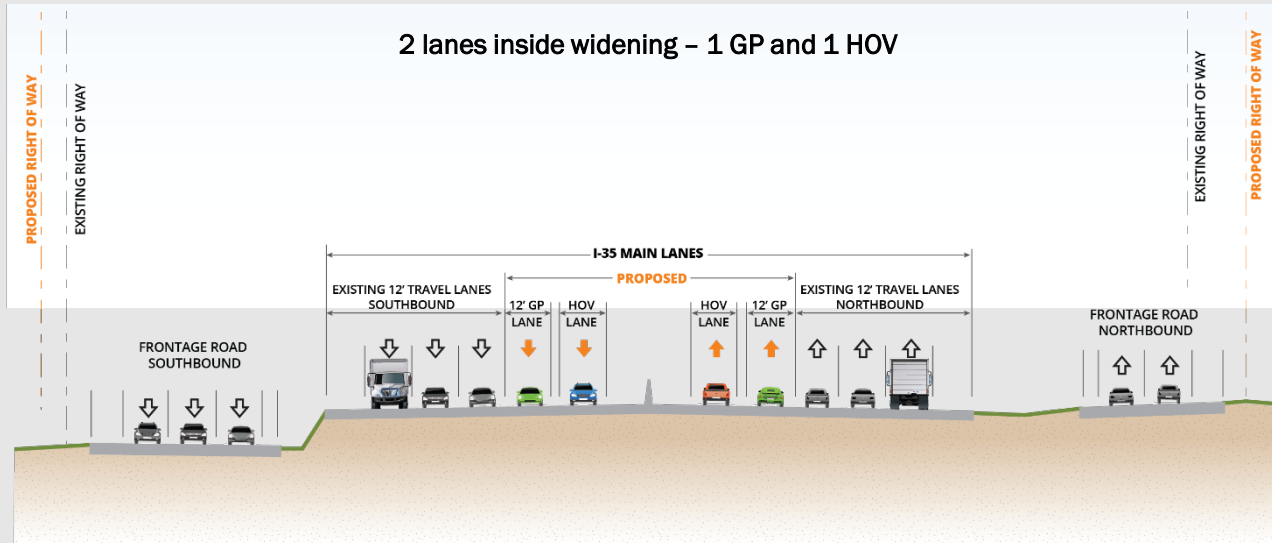 2 lanes inside widening – 1 GP and 1 HOV
PROPOSED RIGHT OF WAY
EXISTING RIGHT OF WAY
EXISTING RIGHT OF WAY
PROPOSED RIGHT OF WAY
I-35 MAIN LANES
PROPOSED
EXISTING 12' TRAVEL LANES
SOUTHBOUND
12' GP
LANE
HOV
LANE
HOV
LANE
12' GP
LANE
EXISTING 12' TRAVEL LANES
NORTHBOUND
FRONTAGE ROAD
SOUTHBOUND
FRONTAGE ROAD
NORTHBOUND